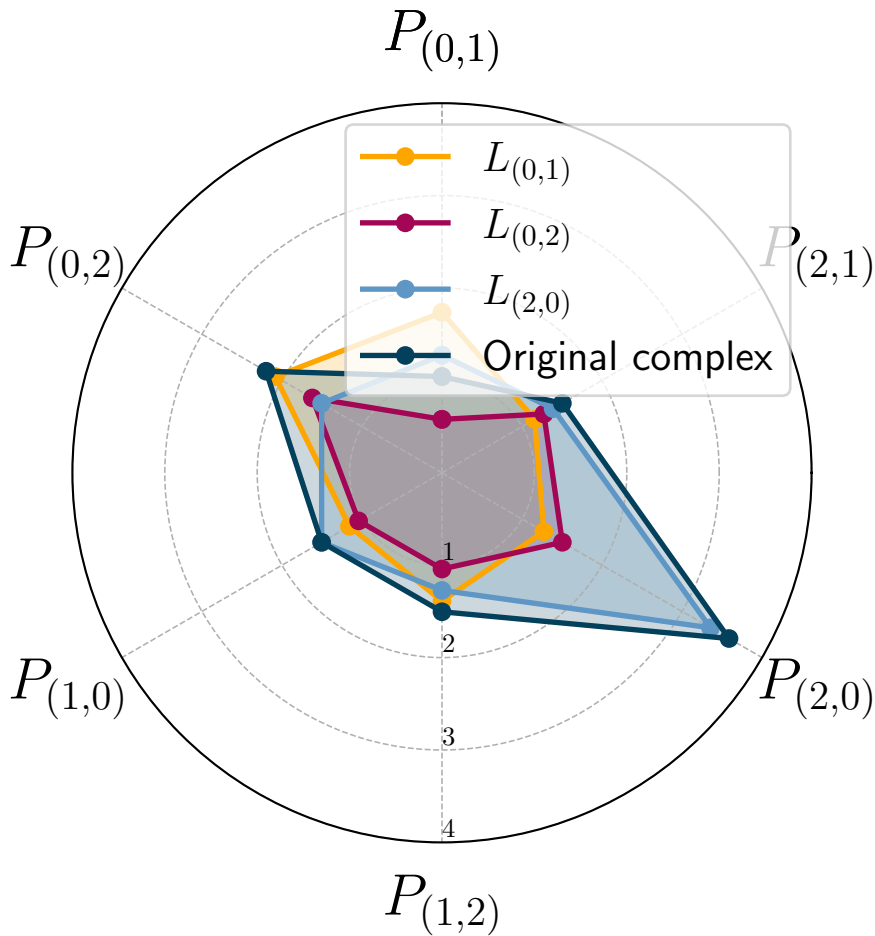 P(0,1)
L(0,1)
L(0,2)
P(0,2)
P(2,1)
L(2,0)
Original complex
1
2
P(1,0)
P(2,0)
3
4
P(1,2)